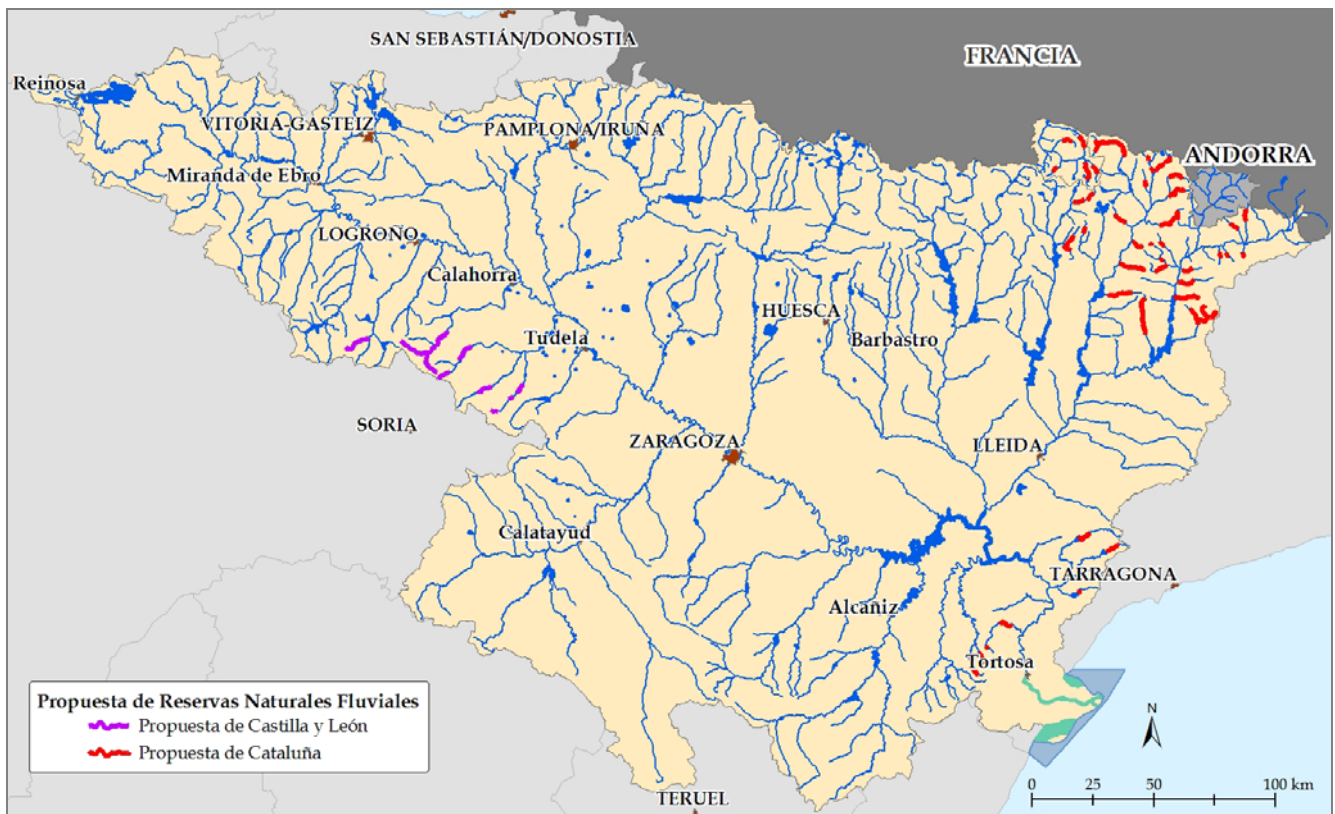 SAN SEBASTIÁN/DONOSTIA
FRANCIA
Reinosa
VITORIA-GASTEIZ
PAMPLONA/IRUÑA
ANDORRA
Miranda de Ebro
LOGROÑO
Calahorra
HUESCA
Tudela
Barbastro
SORIA
ZARAGOZA
LLEIDA
Calatayud
TARRAGONA
Alcañiz
Tortosa
Propuesta de Reservas Naturales Fluviales
Propuesta de Castilla y León
Propuesta de Cataluña
N
0 25 50 100 km
TERUEL